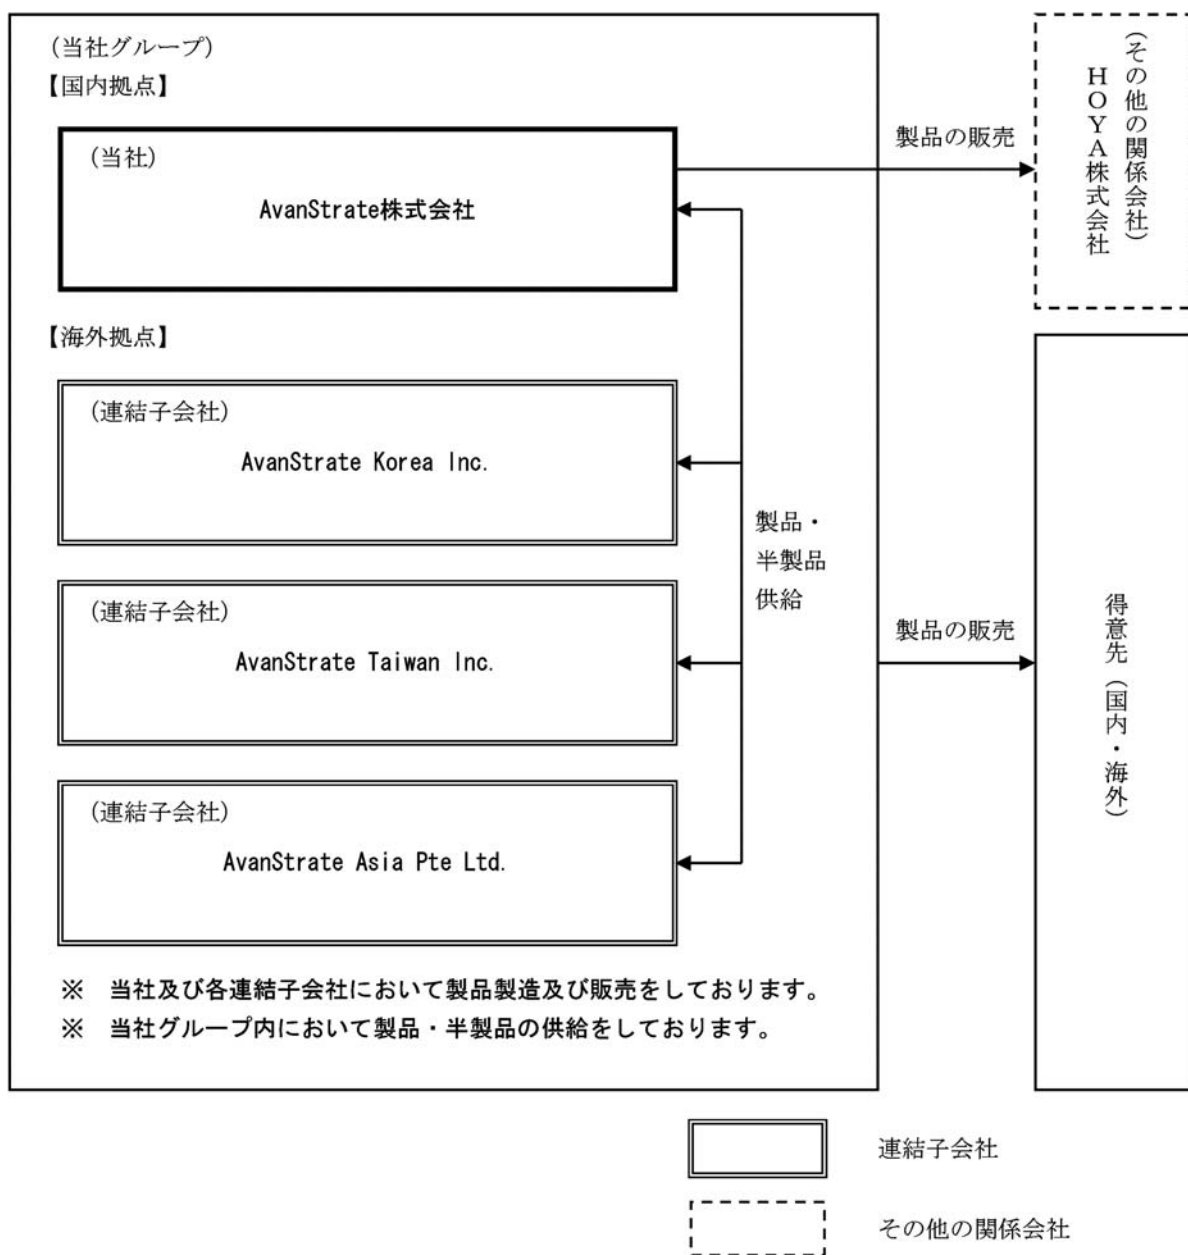 (当社グループ)
【国内拠点】
(当社)
AvanStrate株式会社
製品の販売
(その他の関係会社)
HOYA株式会社
【海外拠点】
(連結子会社)
AvanStrate Korea Inc.
製品・
半製品
供給
(連結子会社)
AvanStrate Taiwan Inc.
製品の販売
得意先(国内・海外)
(連結子会社)
AvanStrate Asia Pte Ltd.
※ 当社及び各連結子会社において製品製造及び販売をしております。
※ 当社グループ内において製品・半製品の供給をしております。
連結子会社
その他の関係会社